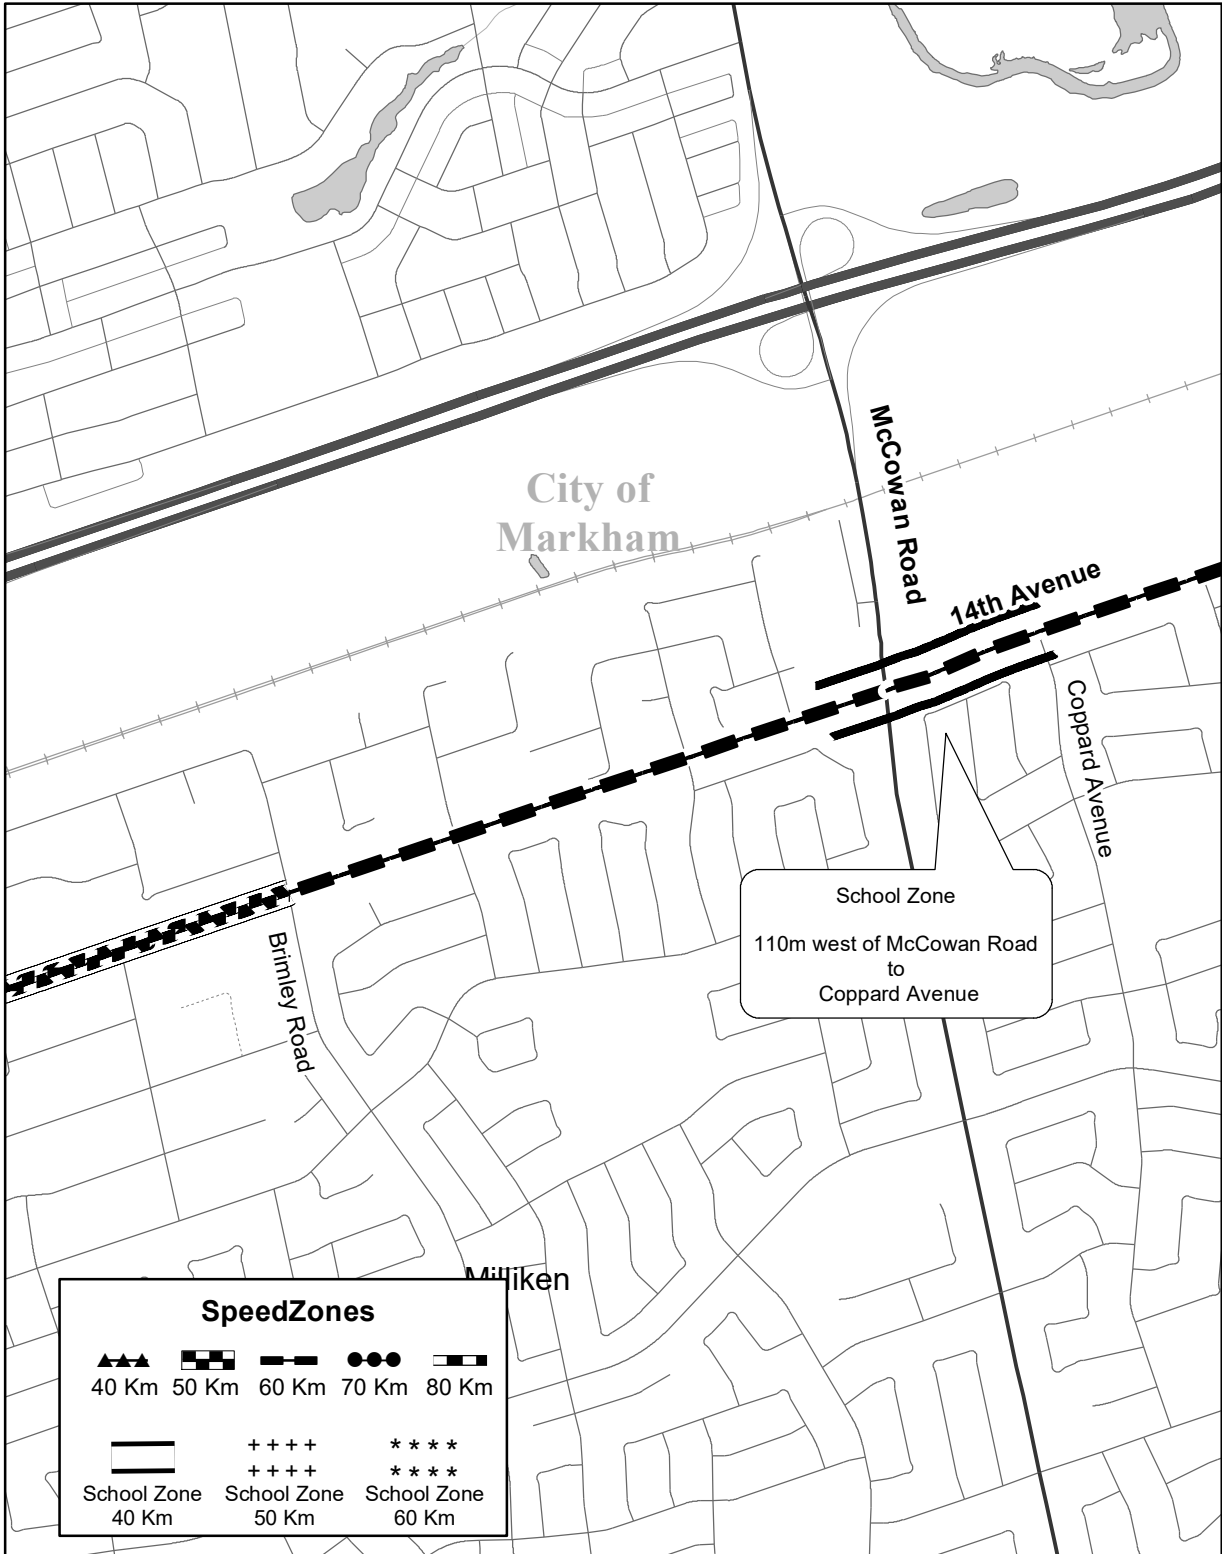 City of
Markham
McCowan Road
14th Avenue
Coppard Avenue
School Zone
110m west of McCowan Road
to
Coppard Avenue
Brimley Road
Milliken
SpeedZones
40 Km 50 Km 60 Km 70 Km 80 Km
School Zone School Zone School Zone
40 Km 50 Km 60 Km